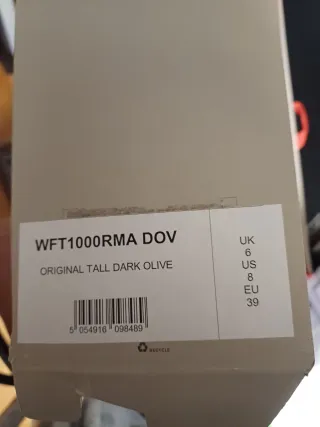 WFT1000RMA DOV
ORIGINAL TALL DARK OLIVE
5 054916 098489
UK
6
US
8
EU
39